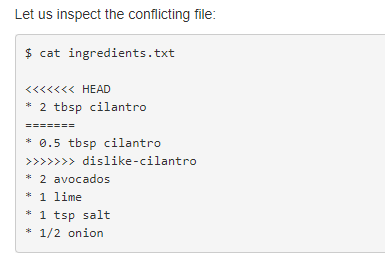 Let us inspect the conflicting file:
$ cat ingredients.txt
<<<<<<< HEAD
* 2 tbsp cilantro
=======
* 0.5 tbsp cilantro
>>>>>>> dislike-cilantro
* 2 avocados
* 1 lime
* 1 tsp salt
* 1/2 onion